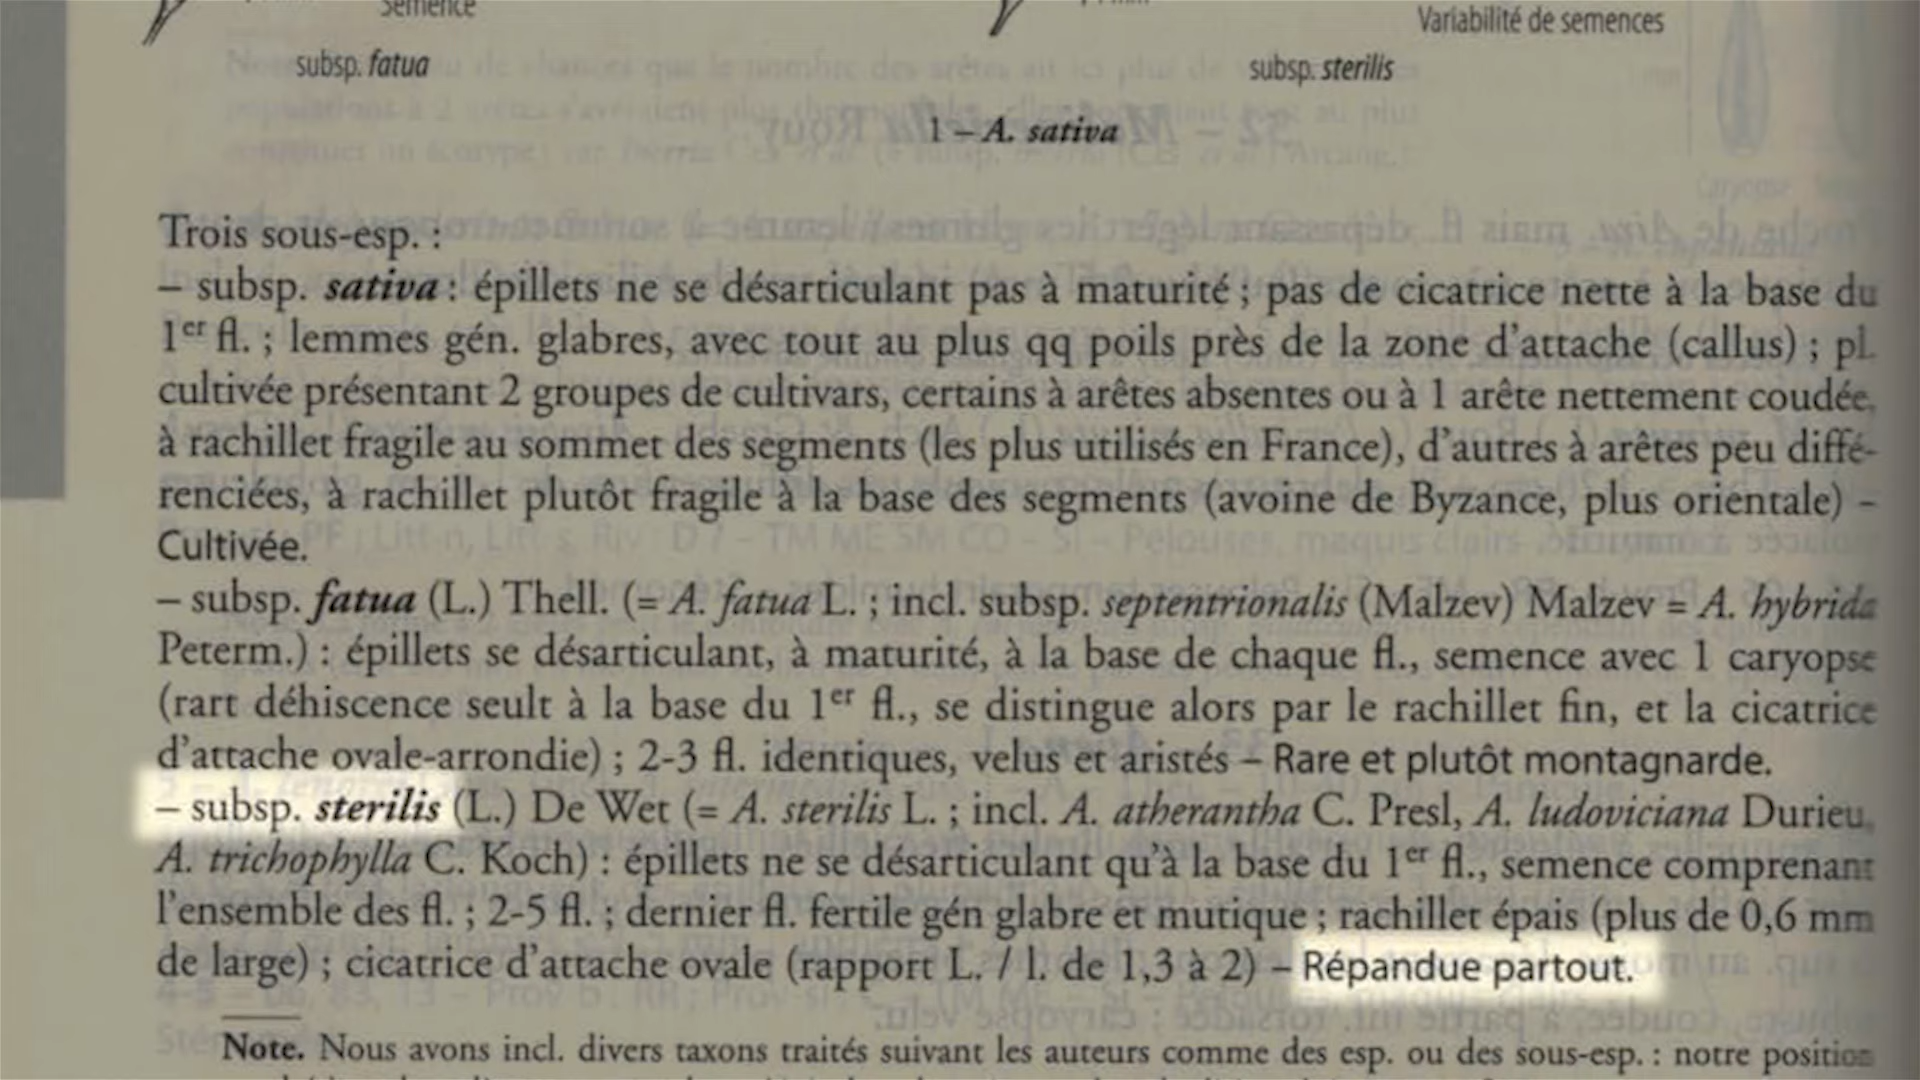 Semence
Variabilité de semences
subsp. fatua
subsp. sterilis
1 – A. sativa
Trois sous-esp. :
– subsp. sativa : épillets ne se désarticulant pas à maturité ; pas de cicatrice nette à la base du
1er fl. ; lemmes gén. glabres, avec tout au plus qq poils près de la zone d'attache (callus) ; pl.
cultivée présentant 2 groupes de cultivars, certains à arêtes absentes ou à 1 arête nettement coudée,
à rachillet fragile au sommet des segments (les plus utilisés en France), d'autres à arêtes peu diffé-
renciées, à rachillet plutôt fragile à la base des segments (avoine de Byzance, plus orientale) –
Cultivée.
– subsp. fatua (L.) Thell. (= A. fatua L. ; incl. subsp. septentrionalis (Malzev) Malzev = A. hybrida
Peterm.) : épillets se désarticulant, à maturité, à la base de chaque fl., semence avec 1 caryopse
(rart déhiscence seult à la base du 1er fl., se distingue alors par le rachillet fin, et la cicatrice
d'attache ovale-arrondie) ; 2-3 fl. identiques, velus et aristés – Rare et plutôt montagnarde.
– subsp. sterilis (L.) De Wet (= A. sterilis L. ; incl. A. atherantha C. Presl, A. ludoviciana Durieu,
A. trichophylla C. Koch) : épillets ne se désarticulant qu'à la base du 1er fl., semence comprenant
l'ensemble des fl. ; 2-5 fl. ; dernier fl. fertile gén glabre et mutique ; rachillet épais (plus de 0,6 mm
de large) ; cicatrice d'attache ovale (rapport L. / l. de 1,3 à 2) – Répandue partout.
Note. Nous avons incl. divers taxons traités suivant les auteurs comme des esp. ou des sous-esp. : notre position